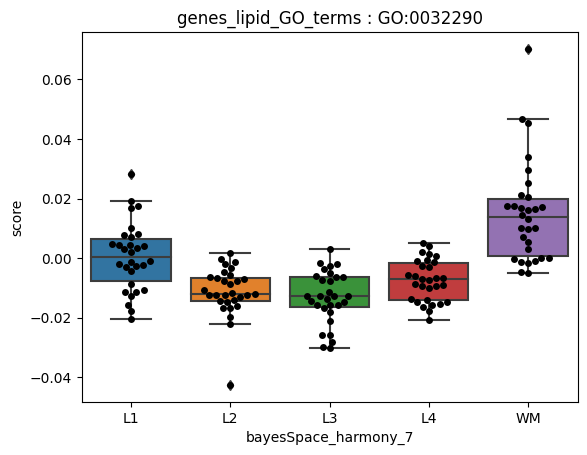 genes_lipid_GO_terms : GO:0032290
0.06
0.04
0.02
0.00
−0.02
−0.04
score
L1 L2 L3 L4 WM
bayesSpace_harmony_7